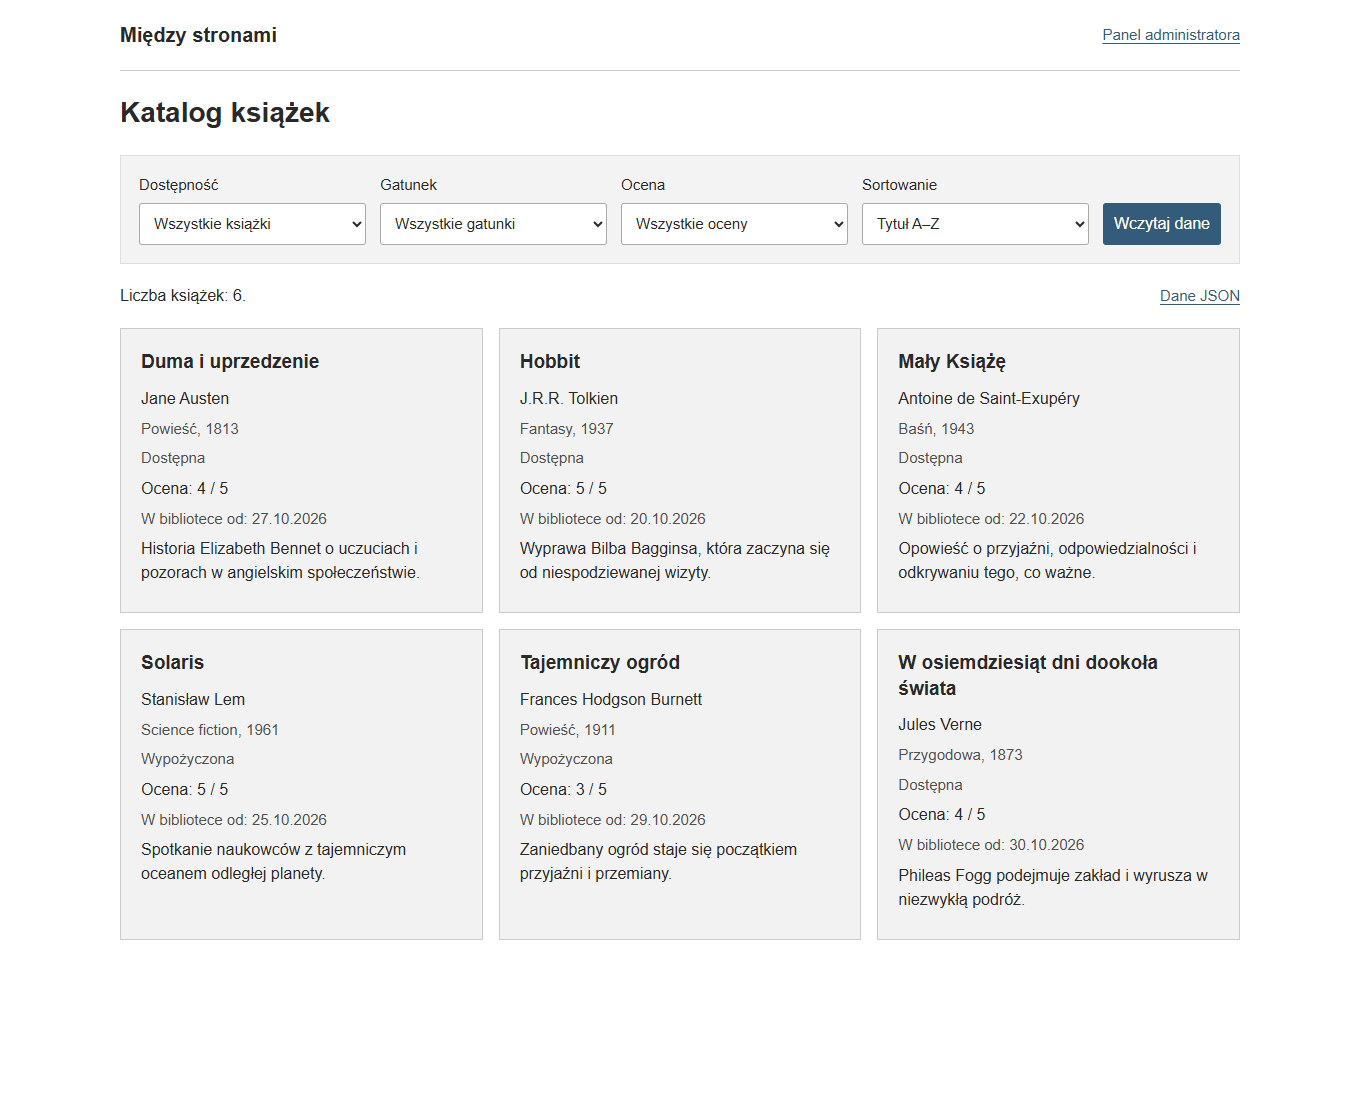 Między stronami
Panel administratora
Katalog książek
Dostępność
Gatunek
Ocena
Sortowanie
Wszystkie książki
Wszystkie gatunki
Wszystkie oceny
Tytuł A–Z
Wczytaj dane
Liczba książek: 6.
Dane JSON
Duma i uprzedzenie
Jane Austen
Powieść, 1813
Dostępna
Ocena: 4 / 5
W bibliotece od: 27.10.2026
Historia Elizabeth Bennet o uczuciach i
pozorach w angielskim społeczeństwie.
Hobbit
J.R.R. Tolkien
Fantasy, 1937
Dostępna
Ocena: 5 / 5
W bibliotece od: 20.10.2026
Wyprawa Bilba Bagginsa, która zaczyna się
od niespodziewanej wizyty.
Mały Książę
Antoine de Saint-Exupéry
Baśń, 1943
Dostępna
Ocena: 4 / 5
W bibliotece od: 22.10.2026
Opowieść o przyjaźni, odpowiedzialności i
odkrywaniu tego, co ważne.
Solaris
Stanisław Lem
Science fiction, 1961
Wypożyczona
Ocena: 5 / 5
W bibliotece od: 25.10.2026
Spotkanie naukowców z tajemniczym
oceanem odległej planety.
Tajemniczy ogród
Frances Hodgson Burnett
Powieść, 1911
Wypożyczona
Ocena: 3 / 5
W bibliotece od: 29.10.2026
Zaniedbany ogród staje się początkiem
przyjaźni i przemiany.
W osiemdziesiąt dni dookoła
świata
Jules Verne
Przygodowa, 1873
Dostępna
Ocena: 4 / 5
W bibliotece od: 30.10.2026
Phileas Fogg podejmuje zakład i wyrusza w
niezwykłą podróż.